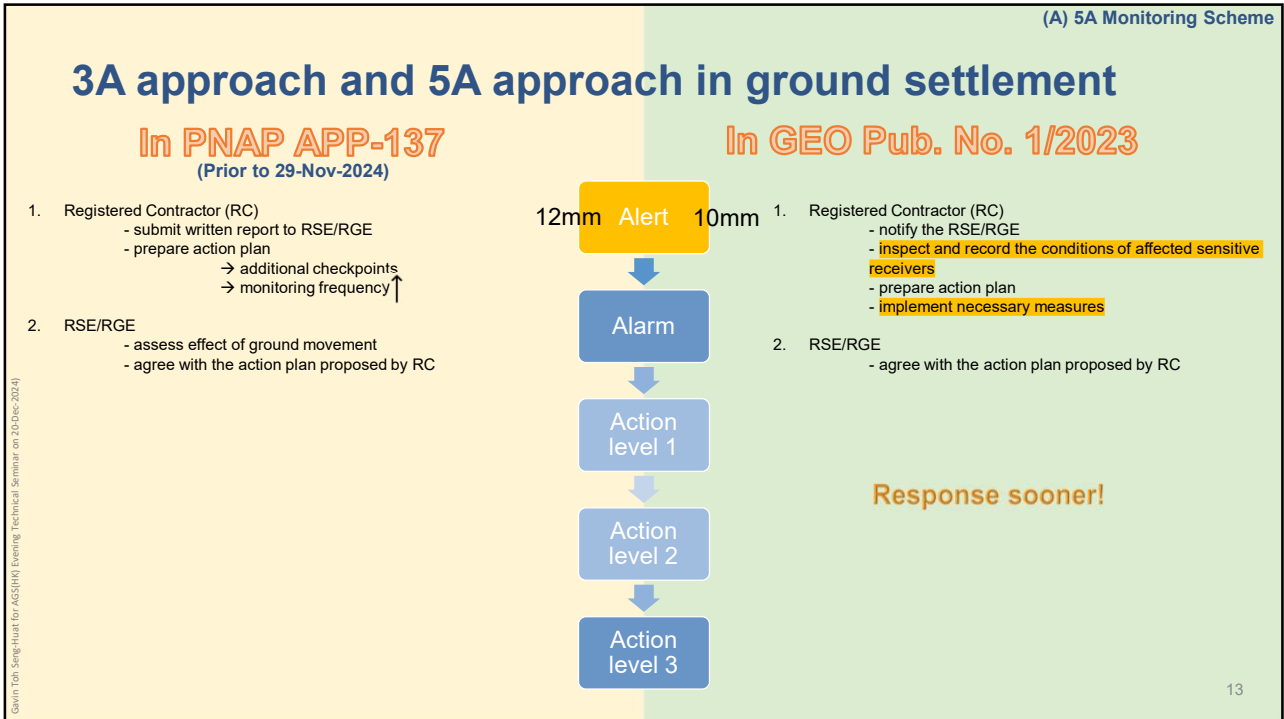 (A) 5A Monitoring Scheme
3A approach and 5A approach in ground settlement
In PNAP APP-137
(Prior to 29-Nov-2024)
1. Registered Contractor (RC)
- submit written report to RSE/RGE
- prepare action plan
→ additional checkpoints
→ monitoring frequency↑
2. RSE/RGE
- assess effect of ground movement
- agree with the action plan proposed by RC
12mm Alert 10mm
Alarm
Action
level 1
Action
level 2
Action
level 3
In GEO Pub. No. 1/2023
1. Registered Contractor (RC)
- notify the RSE/RGE
- inspect and record the conditions of affected sensitive
receivers
- prepare action plan
- implement necessary measures
2. RSE/RGE
- agree with the action plan proposed by RC
Response sooner!
Gavin Toh Seng-Huat for AGS(HK) Evening Technical Seminar on 20-Dec-2024)
13